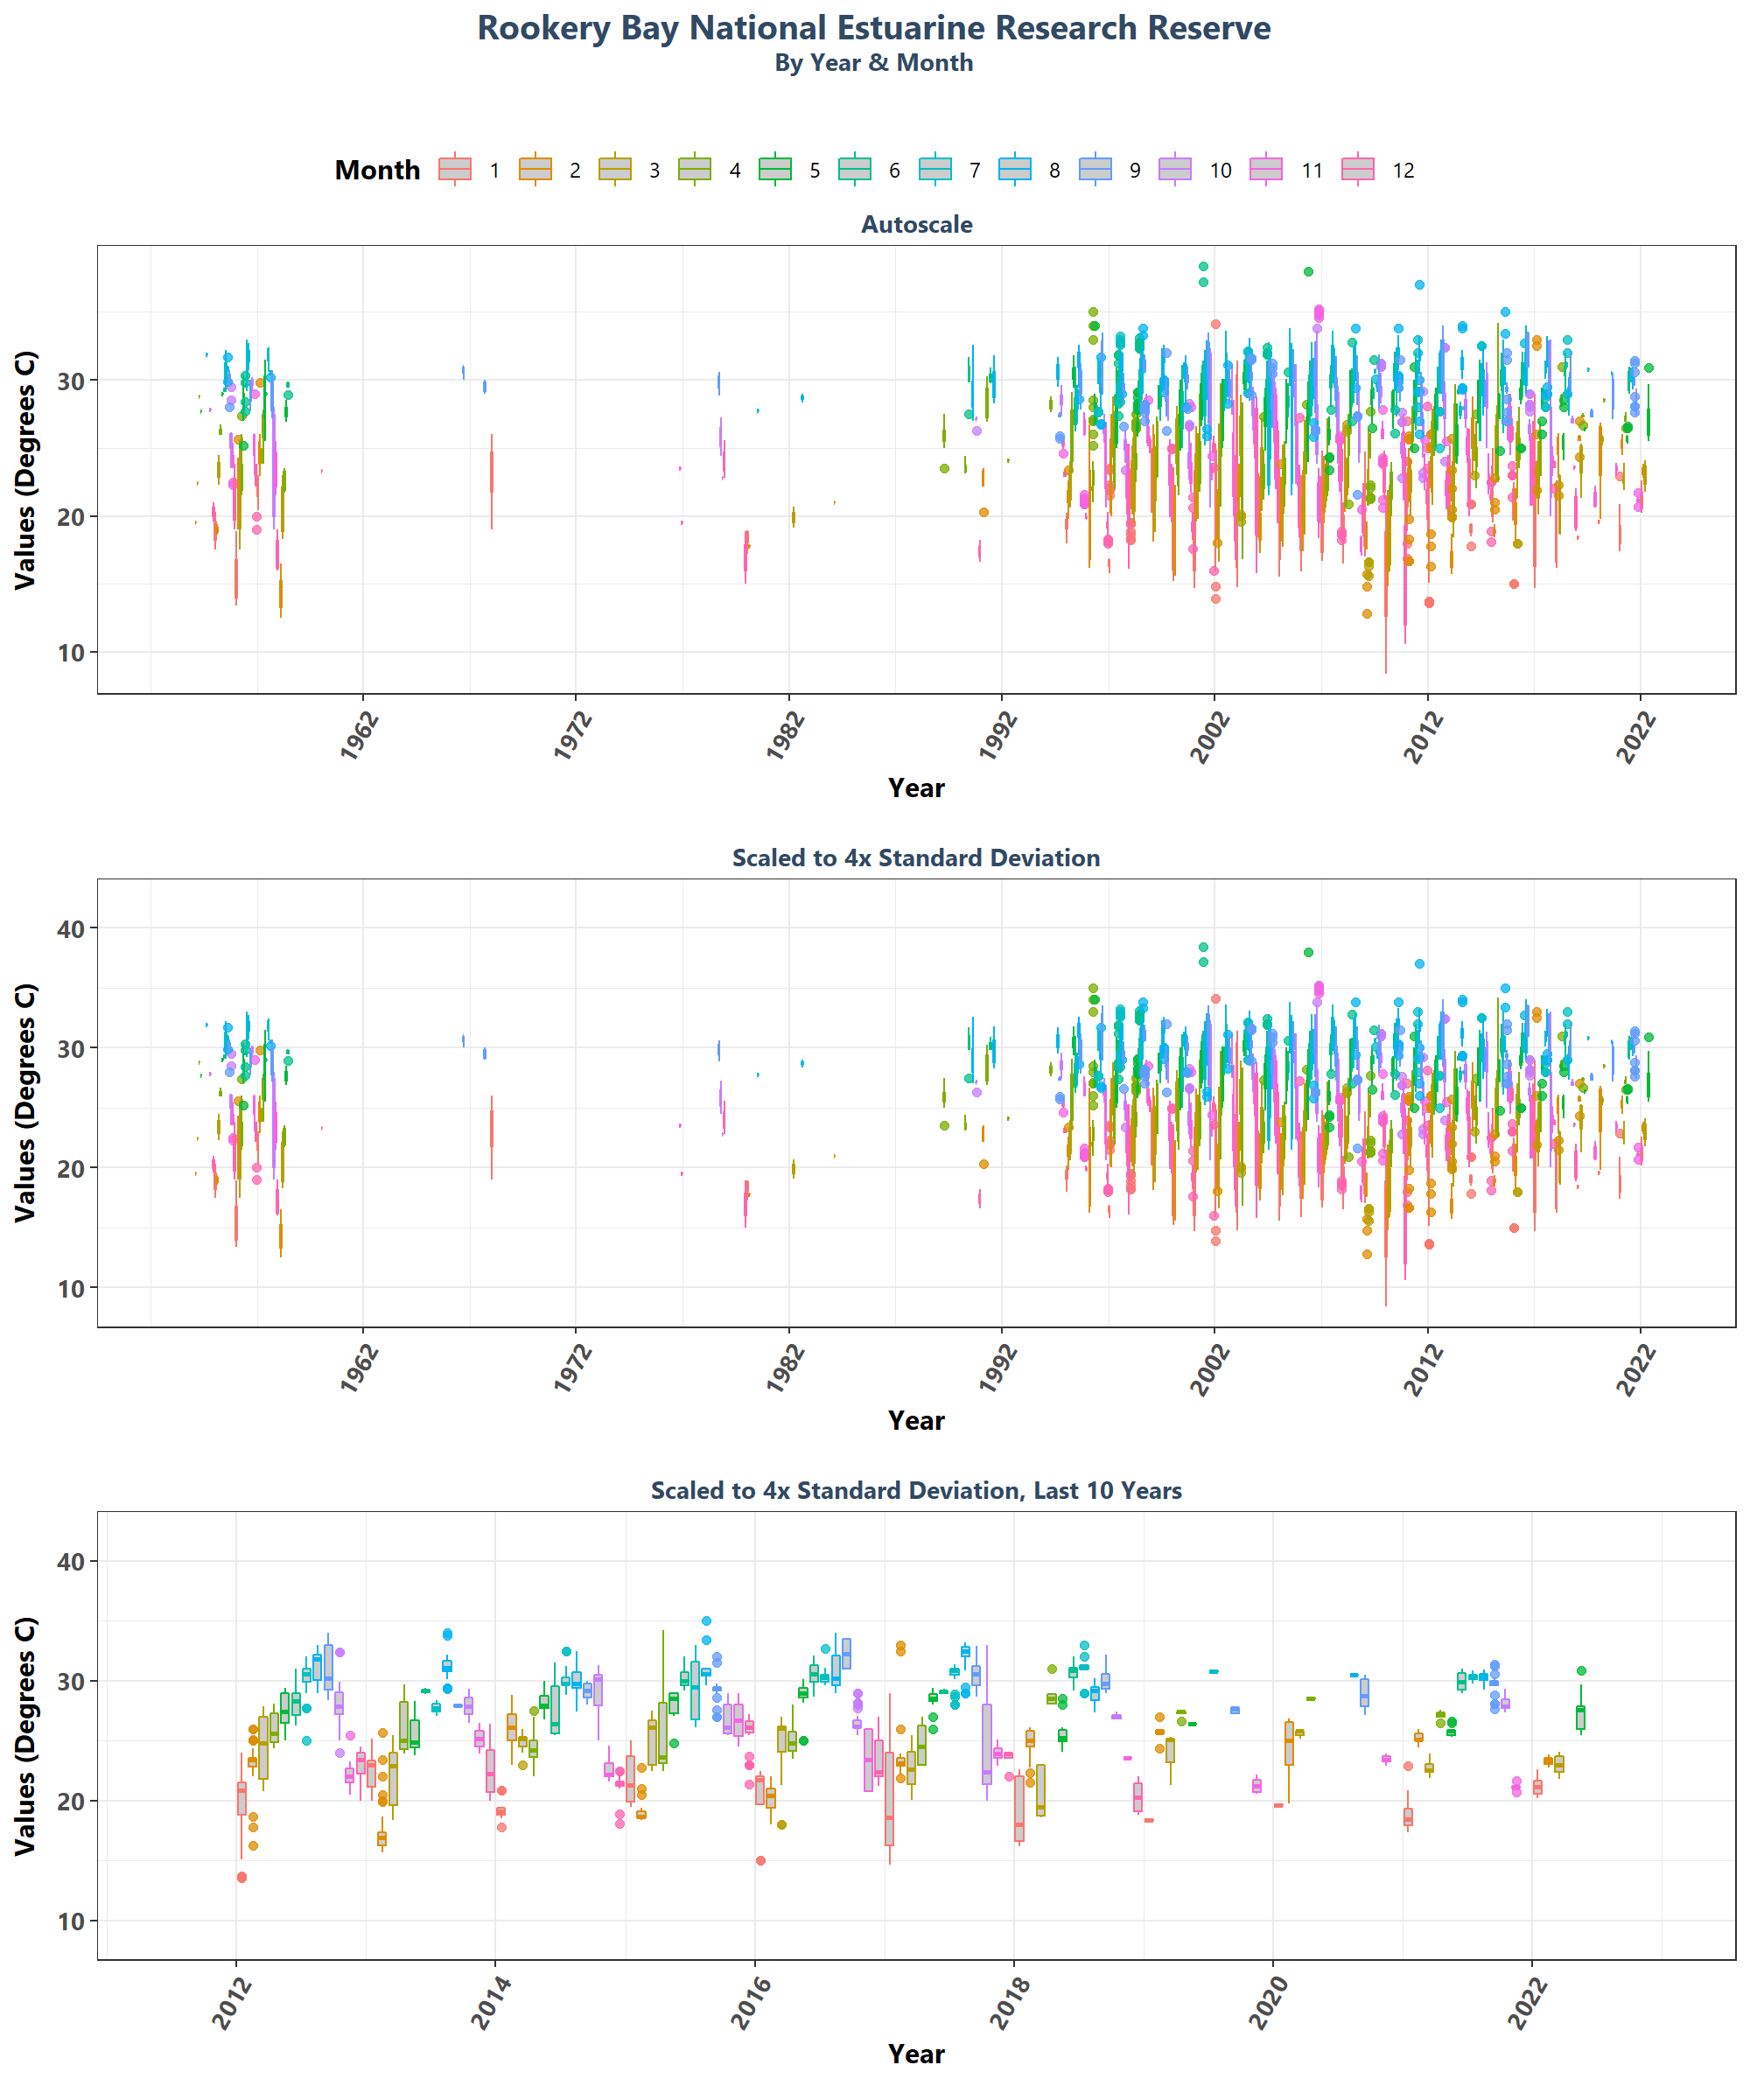 Rookery Bay National Estuarine Research Reserve
By Year & Month
Month 1 2 3 4 5 6 7 8 9 10 11 12
Autoscale
Values (Degrees C)
30
20
10
1962 1972 1982 1992 2002 2012 2022
Year
Scaled to 4x Standard Deviation
Values (Degrees C)
40
30
20
10
1962 1972 1982 1992 2002 2012 2022
Year
Scaled to 4x Standard Deviation, Last 10 Years
Values (Degrees C)
40
30
20
10
2012 2014 2016 2018 2020 2022
Year